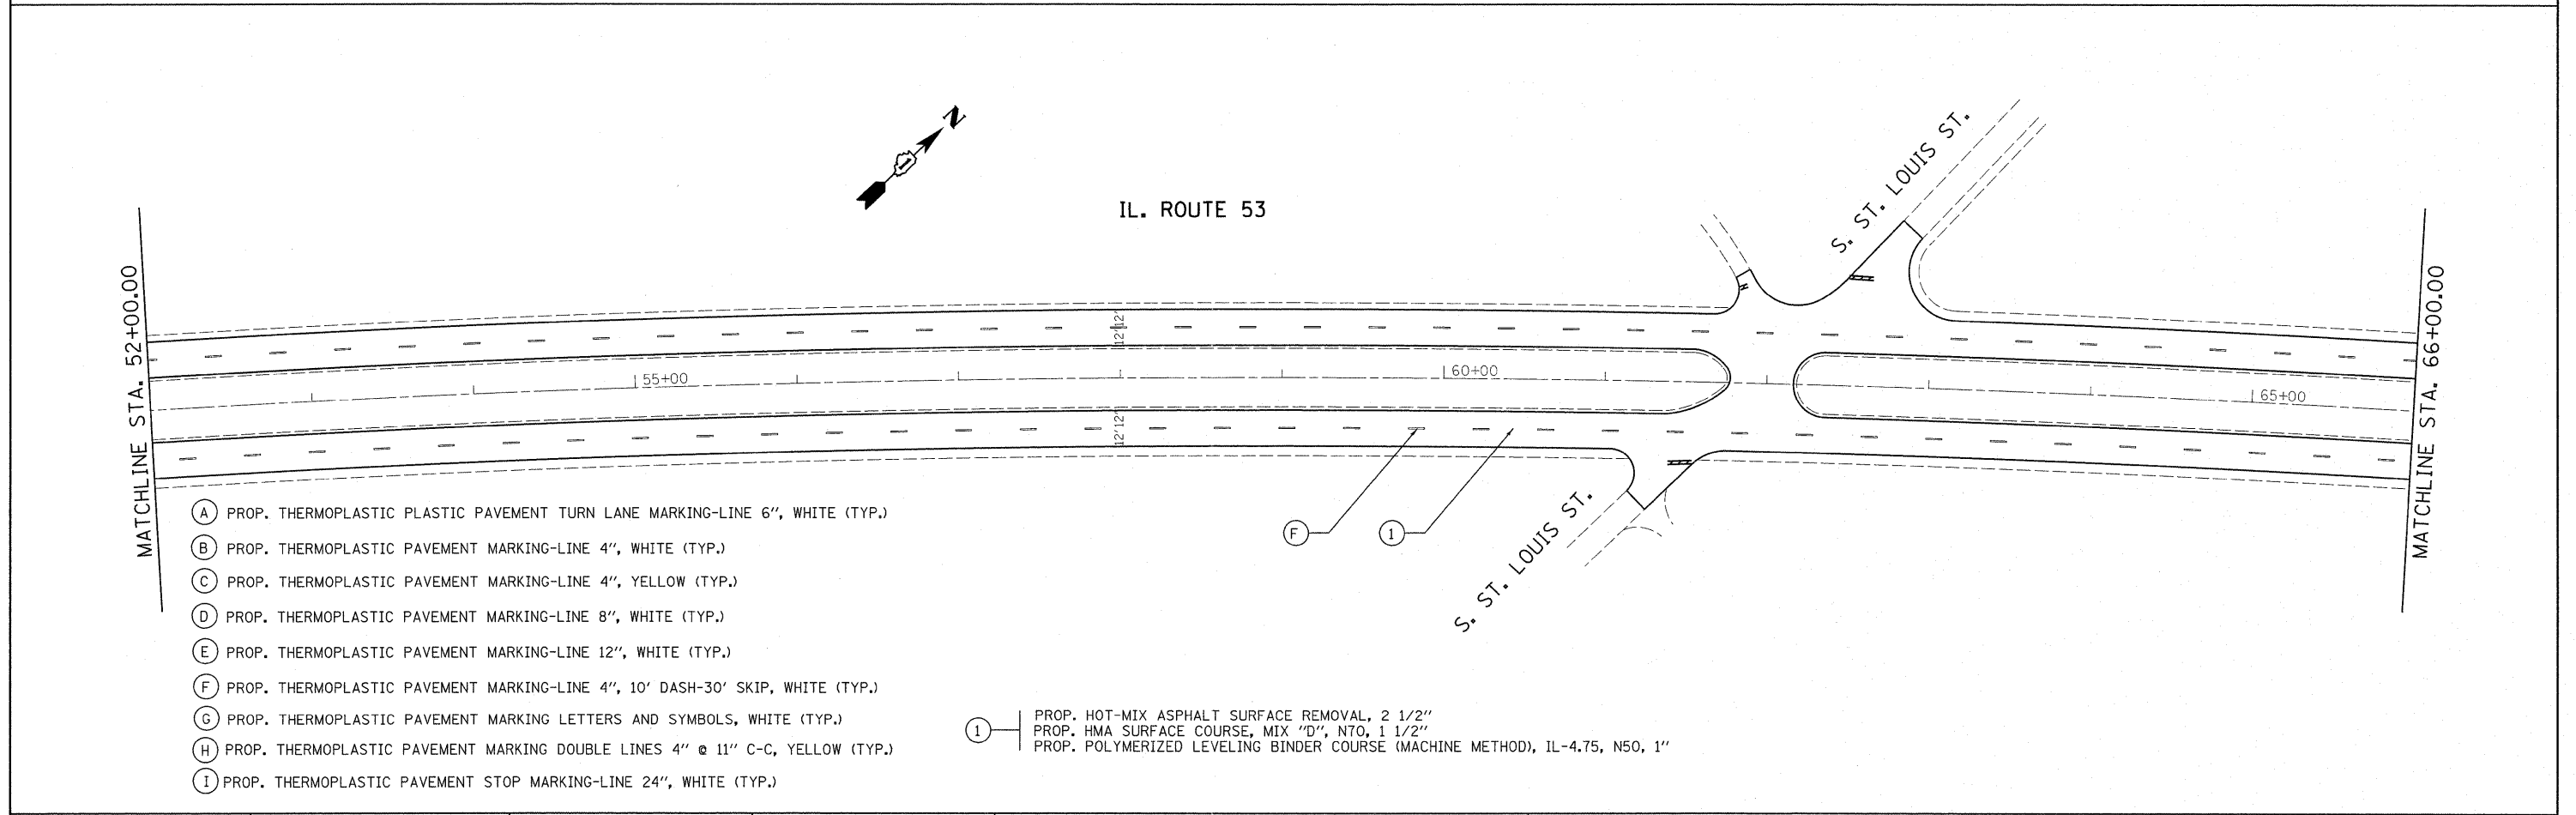 N
IL. ROUTE 53
S. ST. LOUIS ST.
MATCHLINE STA. 52+00.00
MATCHLINE STA. 66+00.00
12' 12'
55+00
60+00
65+00
12' 12'
F
1
S. ST. LOUIS ST.
A PROP. THERMOPLASTIC PLASTIC PAVEMENT TURN LANE MARKING-LINE 6", WHITE (TYP.)
B PROP. THERMOPLASTIC PAVEMENT MARKING-LINE 4", WHITE (TYP.)
C PROP. THERMOPLASTIC PAVEMENT MARKING-LINE 4", YELLOW (TYP.)
D PROP. THERMOPLASTIC PAVEMENT MARKING-LINE 8", WHITE (TYP.)
E PROP. THERMOPLASTIC PAVEMENT MARKING-LINE 12", WHITE (TYP.)
F PROP. THERMOPLASTIC PAVEMENT MARKING-LINE 4", 10' DASH-30' SKIP, WHITE (TYP.)
G PROP. THERMOPLASTIC PAVEMENT MARKING LETTERS AND SYMBOLS, WHITE (TYP.)
H PROP. THERMOPLASTIC PAVEMENT MARKING DOUBLE LINES 4" @ 11" C-C, YELLOW (TYP.)
I PROP. THERMOPLASTIC PAVEMENT STOP MARKING-LINE 24", WHITE (TYP.)
1
PROP. HOT-MIX ASPHALT SURFACE REMOVAL, 2 1/2"
PROP. HMA SURFACE COURSE, MIX "D", N70, 1 1/2"
PROP. POLYMERIZED LEVELING BINDER COURSE (MACHINE METHOD), IL-4.75, N50, 1"